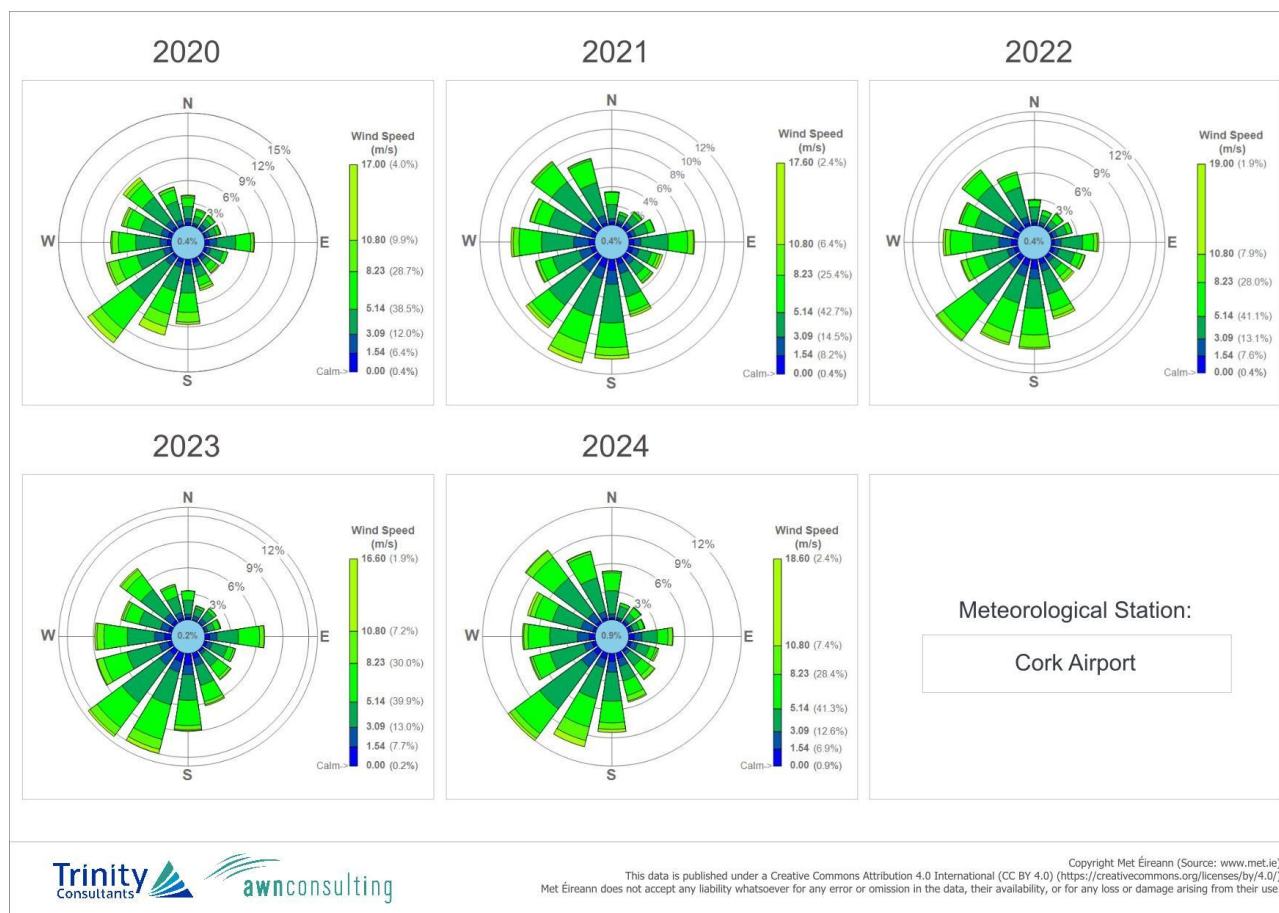 2020
N
15%
12%
9%
6%
3%
0.4%
W
E
S
Wind Speed
(m/s)
17.00 (4.0%)
10.80 (9.9%)
8.23 (28.7%)
5.14 (38.5%)
3.09 (12.0%)
1.54 (6.4%)
Calm-> 0.00 (0.4%)
2021
N
12%
10%
8%
6%
4%
0.4%
W
E
S
Wind Speed
(m/s)
17.60 (2.4%)
10.80 (6.4%)
8.23 (25.4%)
5.14 (42.7%)
3.09 (14.5%)
1.54 (8.2%)
Calm-> 0.00 (0.4%)
2022
N
12%
9%
6%
3%
0.4%
W
E
S
Wind Speed
(m/s)
19.00 (1.9%)
10.80 (7.9%)
8.23 (28.0%)
5.14 (41.1%)
3.09 (13.1%)
1.54 (7.6%)
Calm-> 0.00 (0.4%)
2023
N
12%
9%
6%
3%
0.2%
W
E
S
Wind Speed
(m/s)
16.60 (1.9%)
10.80 (7.2%)
8.23 (30.0%)
5.14 (39.9%)
3.09 (13.0%)
1.54 (7.7%)
Calm-> 0.00 (0.2%)
2024
N
12%
9%
6%
3%
0.9%
W
E
S
Wind Speed
(m/s)
18.60 (2.4%)
10.80 (7.4%)
8.23 (28.4%)
5.14 (41.3%)
3.09 (12.6%)
1.54 (6.9%)
Calm-> 0.00 (0.9%)
Meteorological Station:
Cork Airport
Trinity
Consultants
awnconsulting
Copyright Met Éireann (Source: www.met.ie)
This data is published under a Creative Commons Attribution 4.0 International (CC BY 4.0) (https://creativecommons.org/licenses/by/4.0/)
Met Éireann does not accept any liability whatsoever for any error or omission in the data, their availability, or for any loss or damage arising from their use